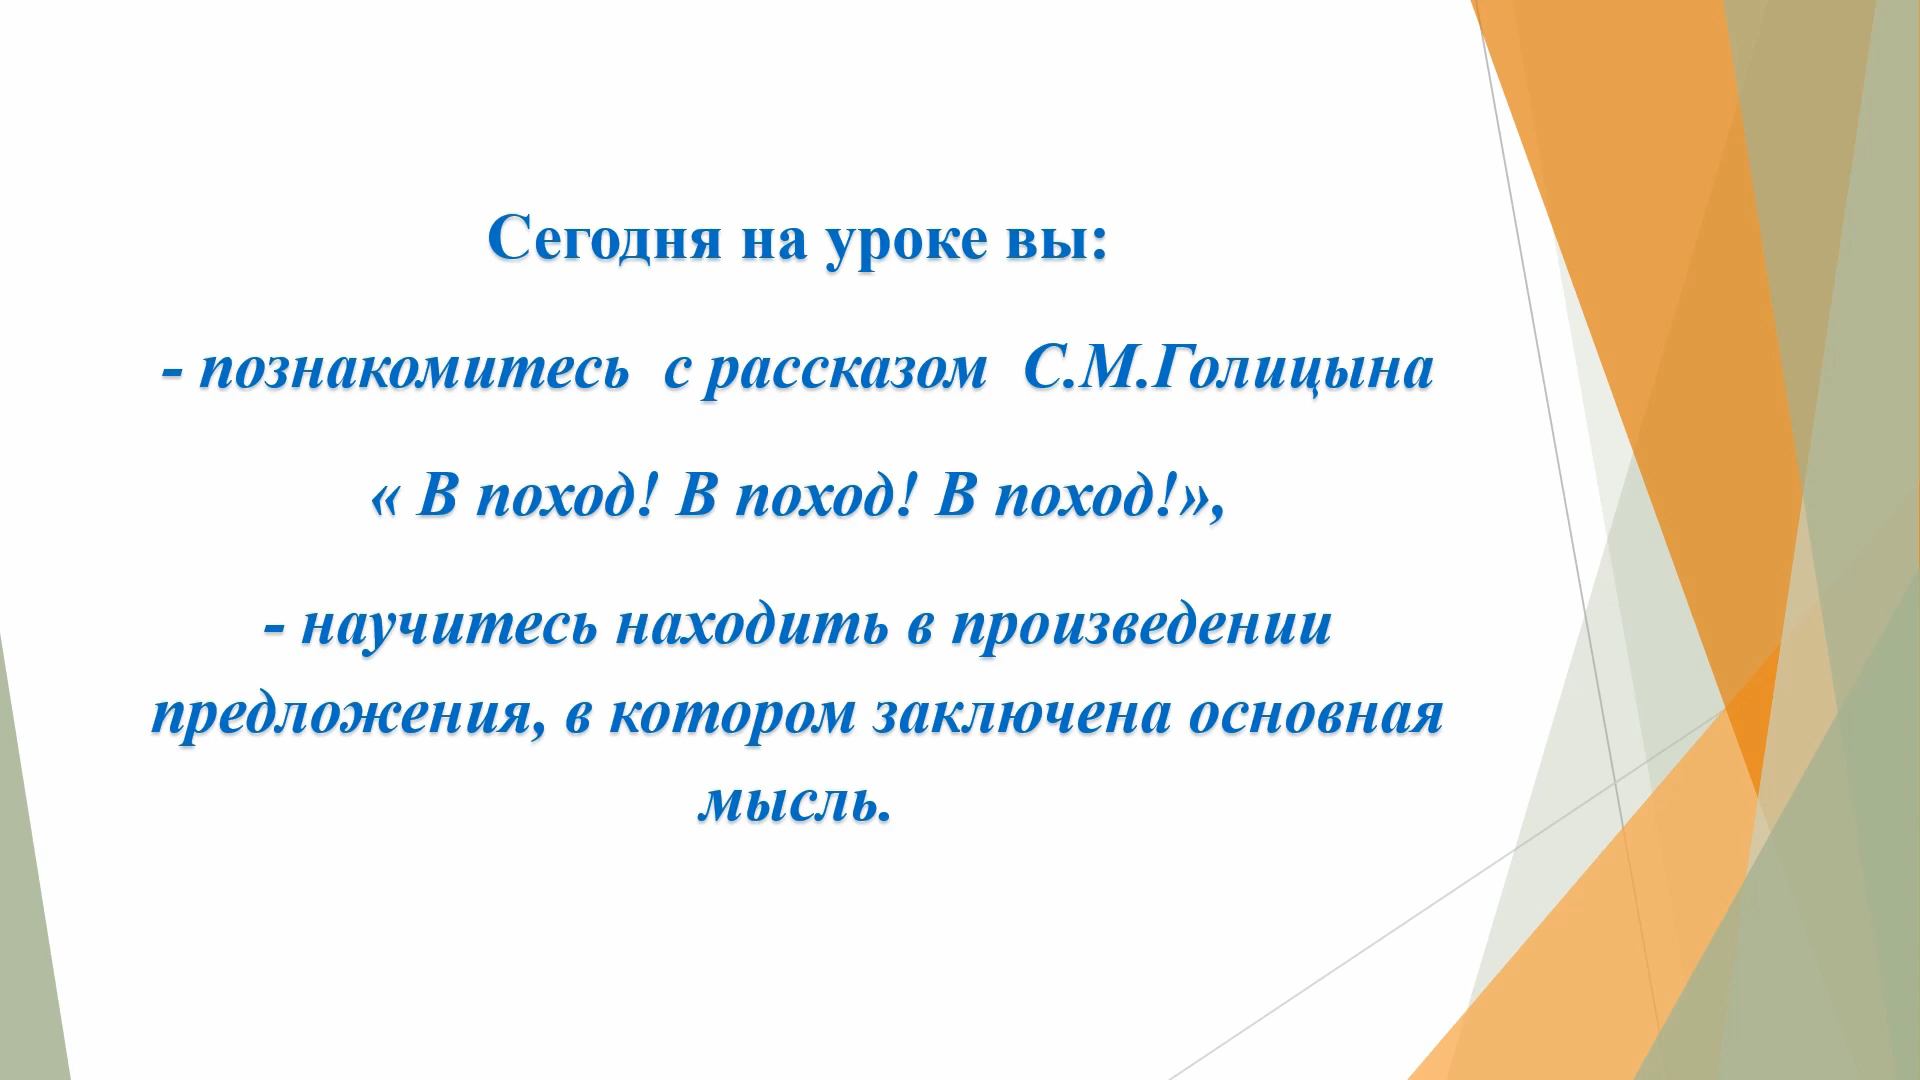 Сегодня на уроке вы:
- познакомитесь  с рассказом  С.М.Голицына
« В поход! В поход! В поход!»,
- научитесь находить в произведении
предложения, в котором заключена основная
мысль.